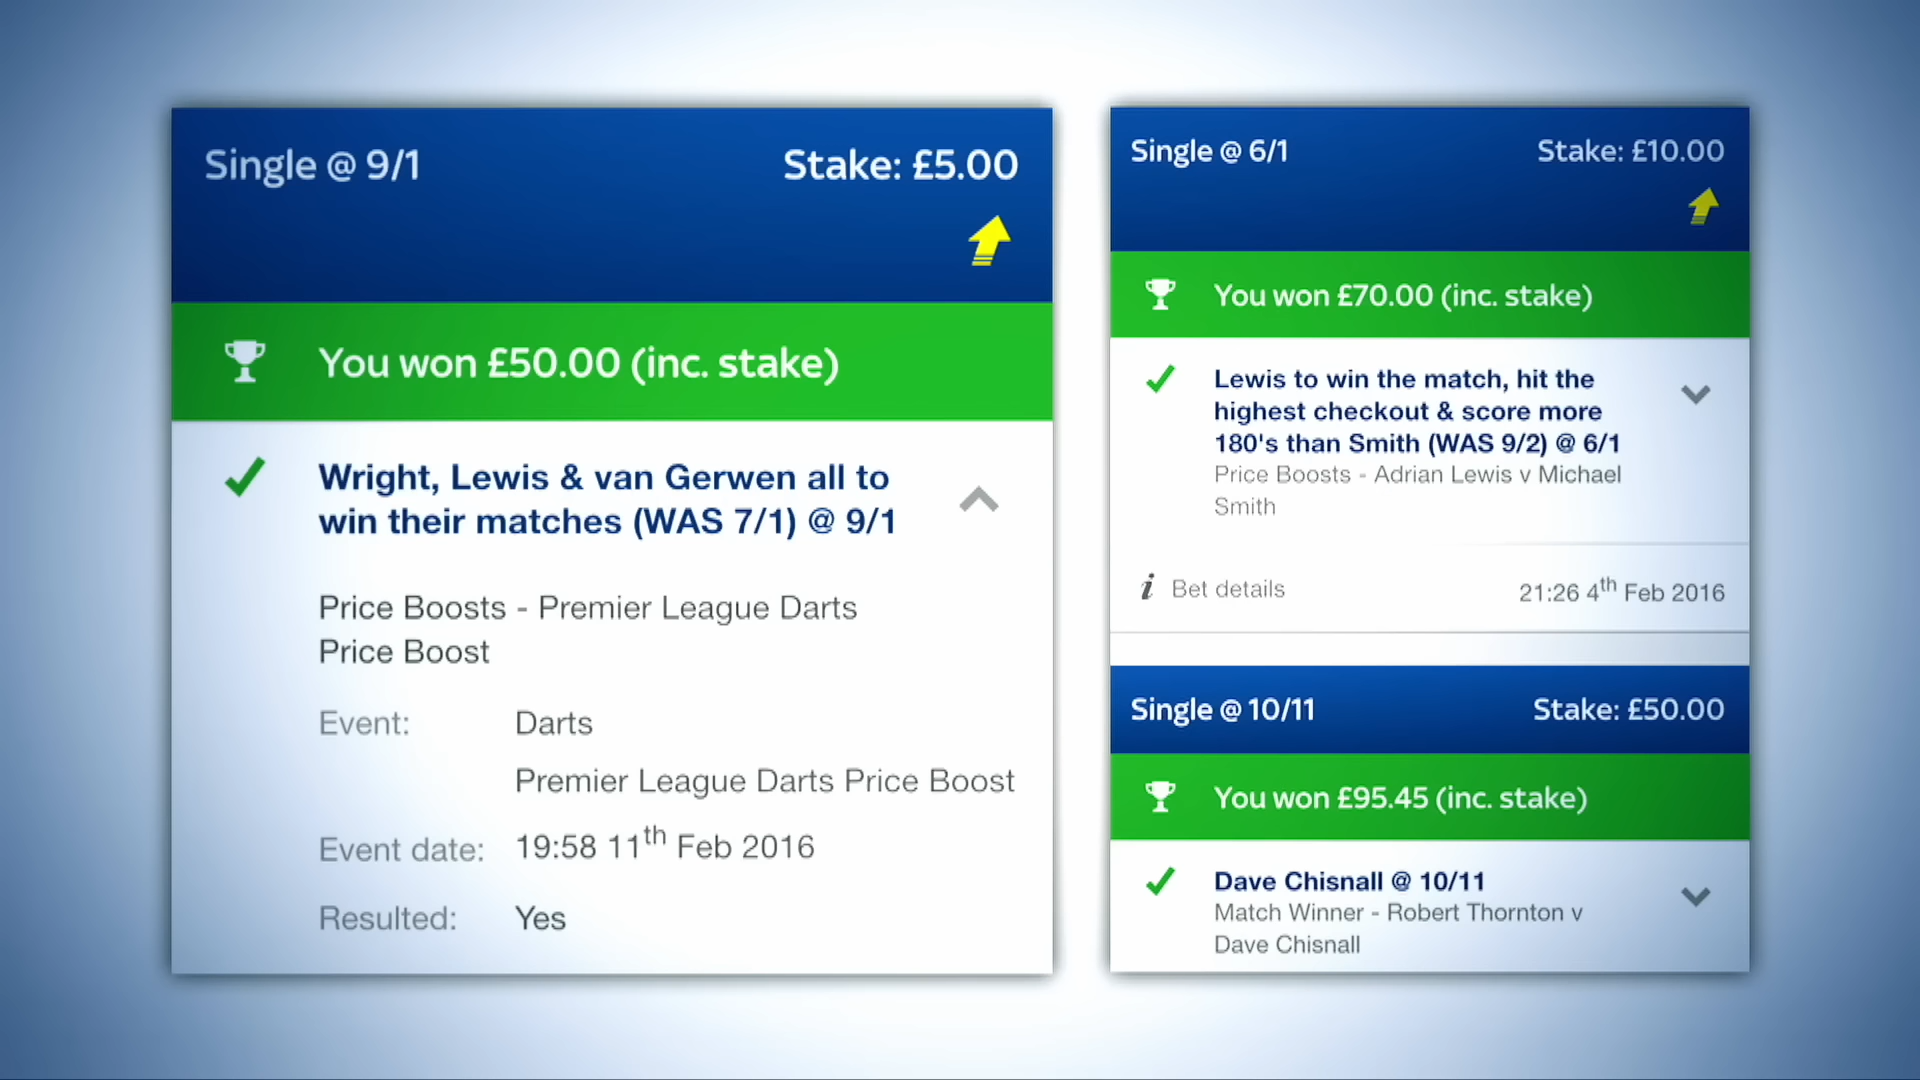 Single @ 9/1
Stake: £5.00
You won £50.00 (inc. stake)
Wright, Lewis & van Gerwen all to
win their matches (WAS 7/1) @ 9/1
Price Boosts - Premier League Darts
Price Boost
Event: Darts
Premier League Darts Price Boost
Event date: 19:58 11th Feb 2016
Resulted: Yes
Single @ 6/1
Stake: £10.00
You won £70.00 (inc. stake)
Lewis to win the match, hit the
highest checkout & score more
180's than Smith (WAS 9/2) @ 6/1
Price Boosts - Adrian Lewis v Michael
Smith
i Bet details
21:26 4th Feb 2016
Single @ 10/11
Stake: £50.00
You won £95.45 (inc. stake)
Dave Chisnall @ 10/11
Match Winner - Robert Thornton v
Dave Chisnall